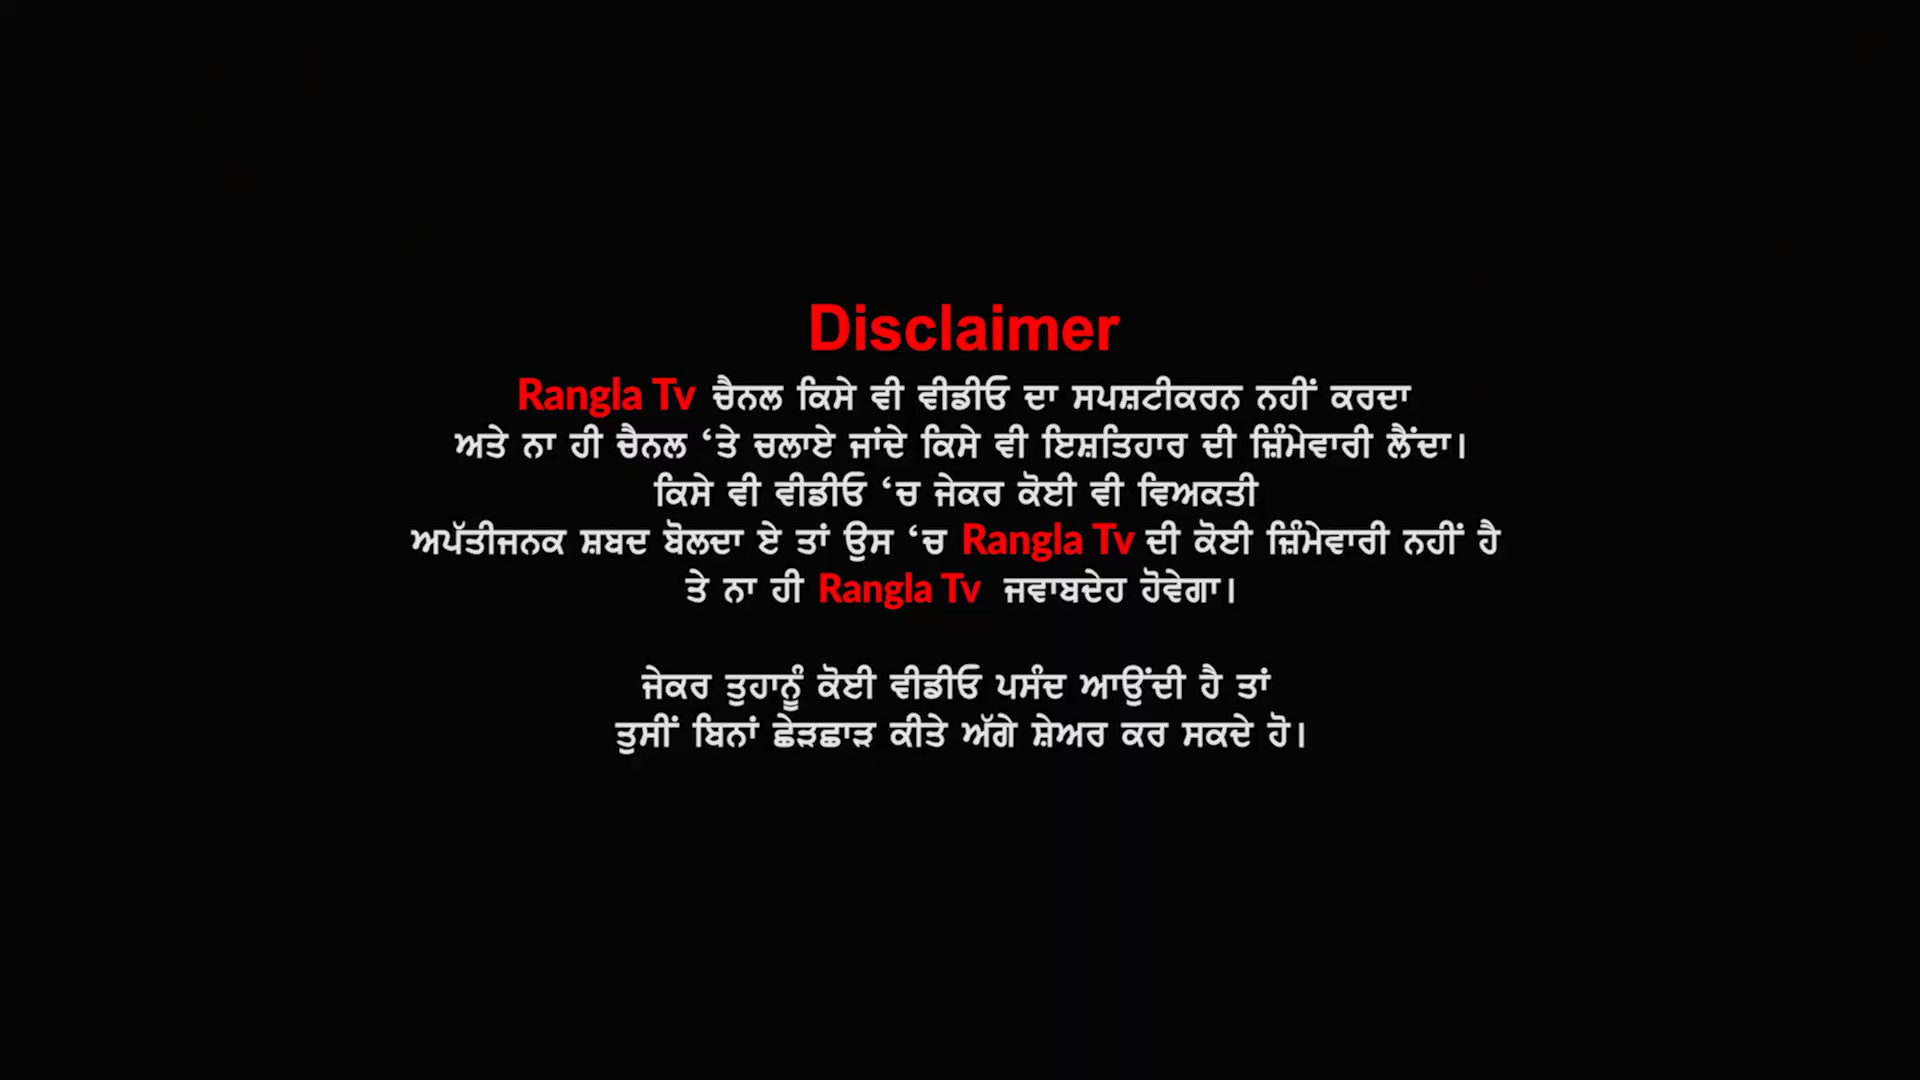 Disclaimer
Rangla Tv ਚੈਨਲ ਕਿਸੇ ਵੀ ਵੀਡੀਓ ਦਾ ਸਪਸ਼ਟੀਕਰਨ ਨਹੀਂ ਕਰਦਾ
ਅਤੇ ਨਾ ਹੀ ਚੈਨਲ ‘ਤੇ ਚਲਾਏ ਜਾਂਦੇ ਕਿਸੇ ਵੀ ਇਸ਼ਤਿਹਾਰ ਦੀ ਜ਼ਿੰਮੇਵਾਰੀ ਲੈਂਦਾ।
ਕਿਸੇ ਵੀ ਵੀਡੀਓ ‘ਚ ਜੇਕਰ ਕੋਈ ਵੀ ਵਿਅਕਤੀ
ਅਪੱਤੀਜਨਕ ਸ਼ਬਦ ਬੋਲਦਾ ਏ ਤਾਂ ਉਸ ‘ਚ Rangla Tv ਦੀ ਕੋਈ ਜ਼ਿੰਮੇਵਾਰੀ ਨਹੀਂ ਹੈ
ਤੇ ਨਾ ਹੀ Rangla Tv ਜਵਾਬਦੇਹ ਹੋਵੇਗਾ।
ਜੇਕਰ ਤੁਹਾਨੂੰ ਕੋਈ ਵੀਡੀਓ ਪਸੰਦ ਆਉਂਦੀ ਹੈ ਤਾਂ
ਤੁਸੀਂ ਬਿਨਾਂ ਛੇੜਛਾੜ ਕੀਤੇ ਅੱਗੇ ਸ਼ੇਅਰ ਕਰ ਸਕਦੇ ਹੋ।